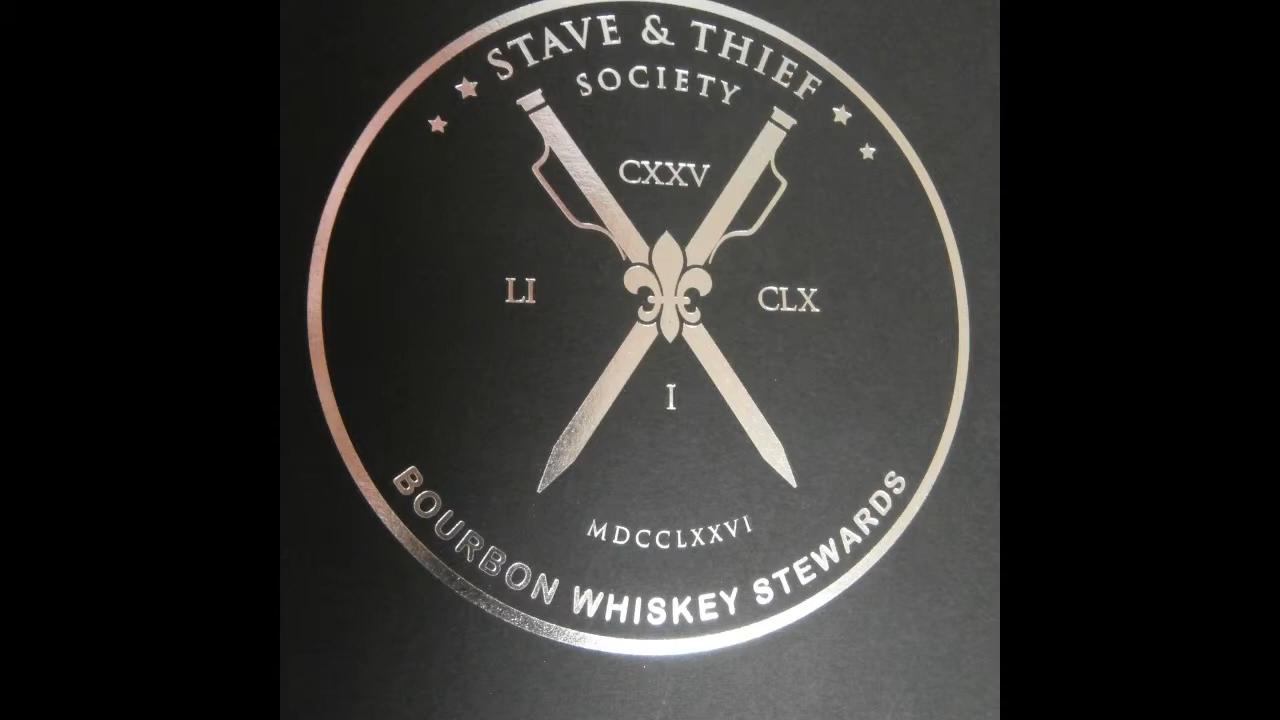 STAVE & THIEF
SOCIETY
CXXV
LI
CLX
I
MDCCLXXVI
BOURBON WHISKEY STEWARDS